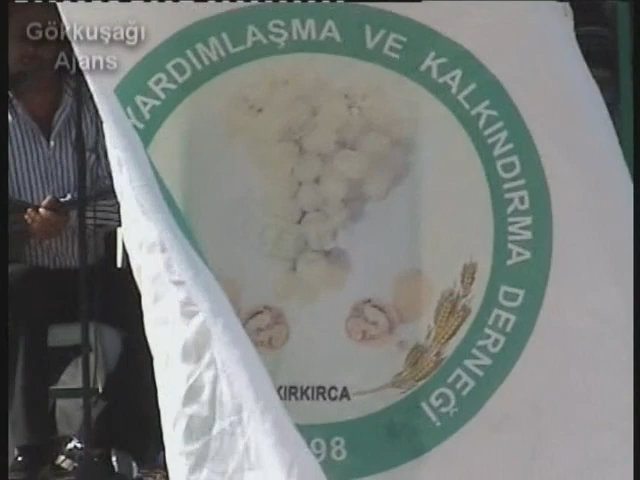 Gökkuşağı
Ajans
YARDIMLAŞMA VE KALKINDIRMA DERNEĞİ
KIRKIRCA
98